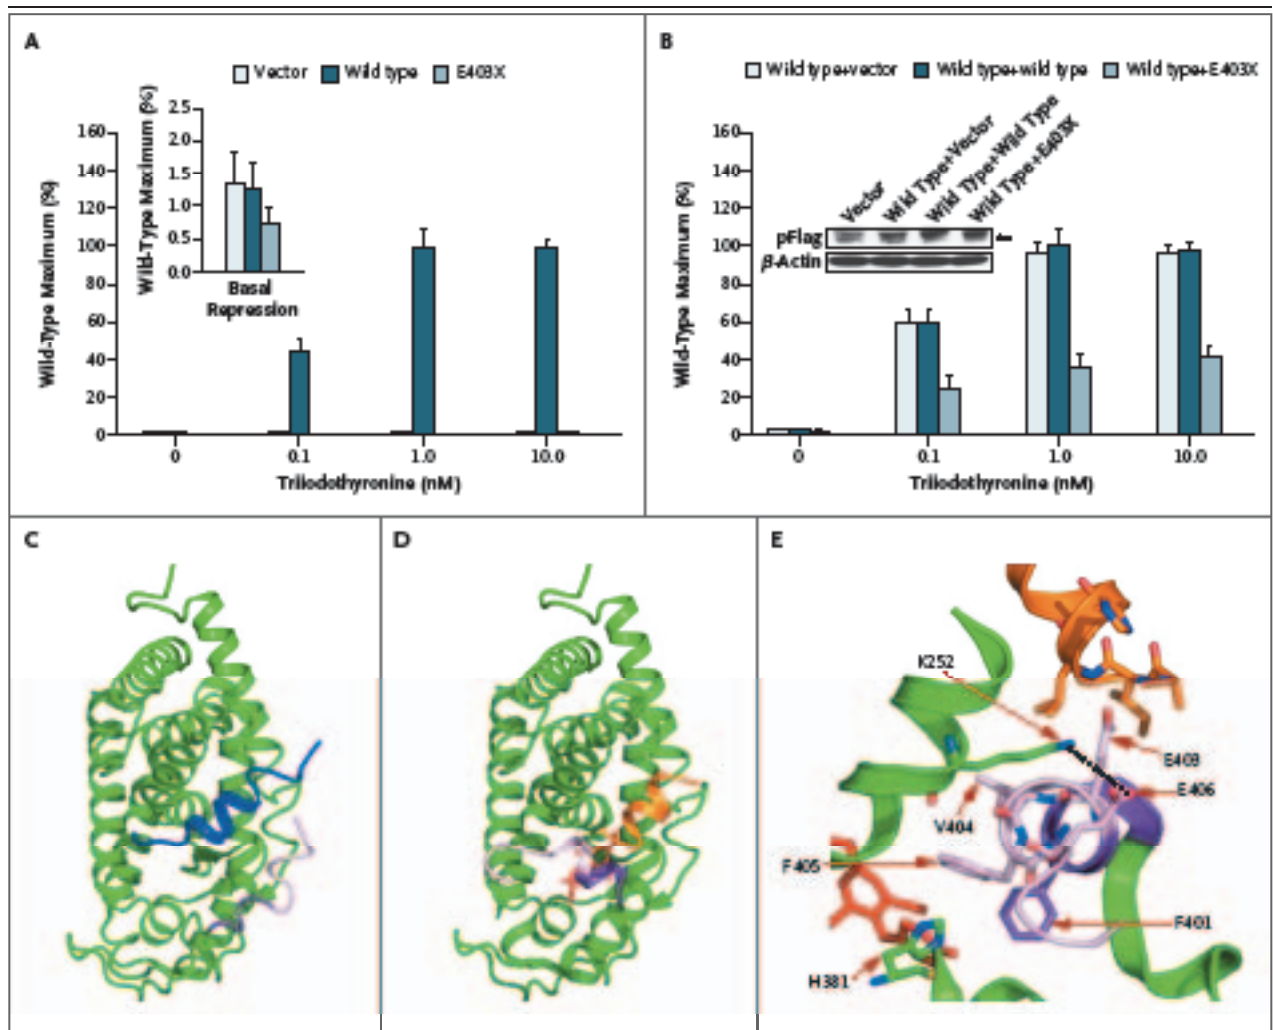 A
Vector Wild type E403X
Wild-Type Maximum (%)
160
140
120
100
80
60
40
20
0
0 0.1 1.0 10.0
Triiodothyronine (nM)
Wild-Type Maximum (%)
2.5
2.0
1.5
1.0
0.5
0.0
Basal
Repression
B
Wild type+vector Wild type+wild type Wild type+E403X
Wild-Type Maximum (%)
160
140
120
100
80
60
40
20
0
0 0.1 1.0 10.0
Triiodothyronine (nM)
Vector
Wild Type+Vector
Wild Type+Wild Type
Wild Type+E403X
pFlag
β-Actin
C
D
E
K252
E403
E406
V404
F405
F401
H381